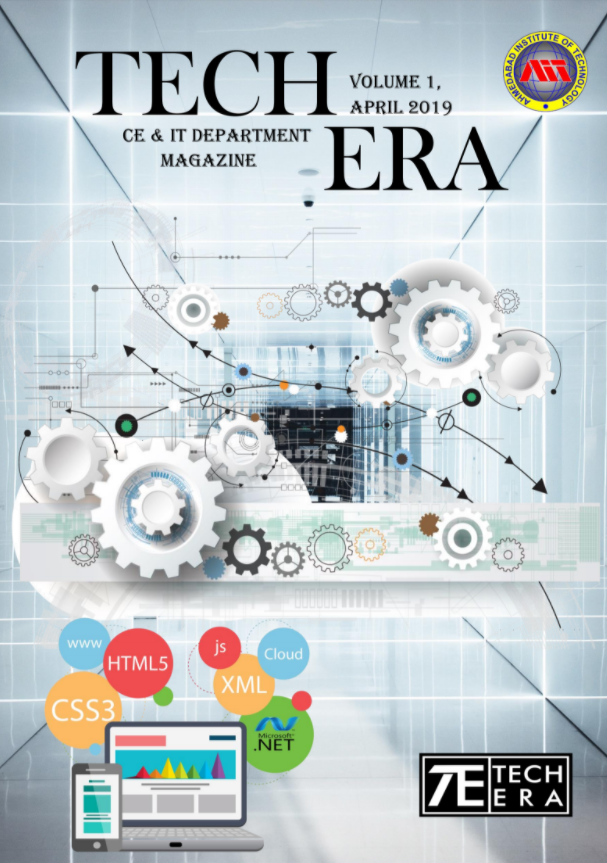 TECH
VOLUME 1,
APRIL 2019
CE & IT DEPARTMENT
MAGAZINE
ERA
AHMEDABAD INSTITUTE OF TECHNOLOGY
AIT
www
HTML5
js
Cloud
XML
CSS3
Microsoft
.NET
TE TECH
ERA